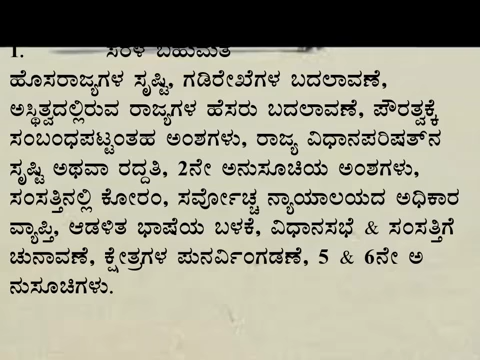 1. ಸರಳ ಬಹುಮತ
ಹೊಸರಾಜ್ಯಗಳ ಸೃಷ್ಟಿ, ಗಡಿರೇಖೆಗಳ ಬದಲಾವಣೆ,
ಅಸ್ಥಿತ್ವದಲ್ಲಿರುವ ರಾಜ್ಯಗಳ ಹೆಸರು ಬದಲಾವಣೆ, ಪೌರತ್ವಕ್ಕೆ
ಸಂಬಂಧಪಟ್ಟಂತಹ ಅಂಶಗಳು, ರಾಜ್ಯ ವಿಧಾನಪರಿಷತ್‌ನ
ಸೃಷ್ಟಿ ಅಥವಾ ರದ್ದತಿ, 2ನೇ ಅನುಸೂಚಿಯ ಅಂಶಗಳು,
ಸಂಸತ್ತಿನಲ್ಲಿ ಕೋರಂ, ಸರ್ವೋಚ್ಚ ನ್ಯಾಯಾಲಯದ ಅಧಿಕಾರ
ವ್ಯಾಪ್ತಿ, ಆಡಳಿತ ಭಾಷೆಯ ಬಳಕೆ, ವಿಧಾನಸಭೆ & ಸಂಸತ್ತಿಗೆ
ಚುನಾವಣೆ, ಕ್ಷೇತ್ರಗಳ ಪುನರ್ವಿಂಗಡಣೆ, 5 & 6ನೇ ಅ
ನುಸೂಚಿಗಳು.